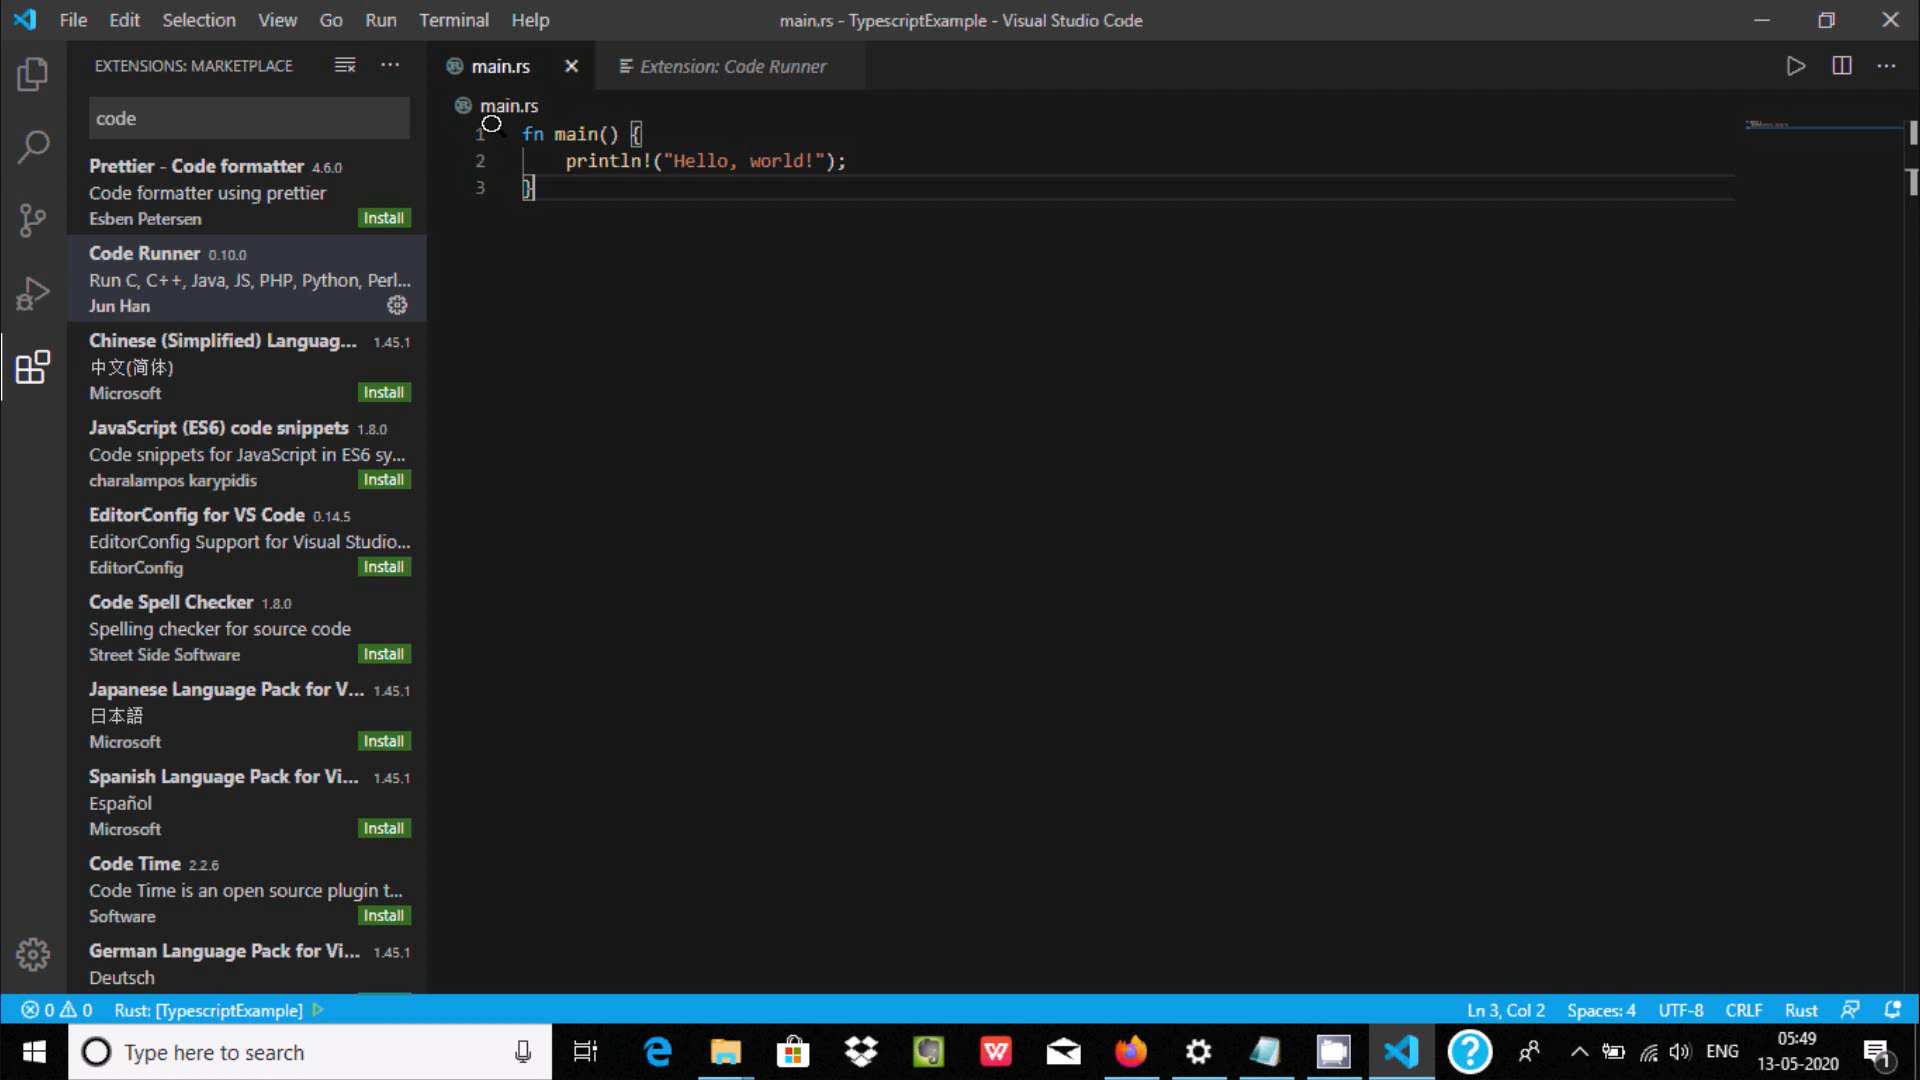 File Edit Selection View Go Run Terminal Help
main.rs - TypescriptExample - Visual Studio Code
EXTENSIONS: MARKETPLACE
code
Prettier - Code formatter 4.6.0
Code formatter using prettier
Esben Petersen Install
Code Runner 0.10.0
Run C, C++, Java, JS, PHP, Python, Perl...
Jun Han
Chinese (Simplified) Languag... 1.45.1
中文(简体)
Microsoft Install
JavaScript (ES6) code snippets 1.8.0
Code snippets for JavaScript in ES6 sy...
charalampos karypidis Install
EditorConfig for VS Code 0.14.5
EditorConfig Support for Visual Studio...
EditorConfig Install
Code Spell Checker 1.8.0
Spelling checker for source code
Street Side Software Install
Japanese Language Pack for V... 1.45.1
日本語
Microsoft Install
Spanish Language Pack for Vi... 1.45.1
Español
Microsoft Install
Code Time 2.2.6
Code Time is an open source plugin t...
Software Install
German Language Pack for Vi... 1.45.1
Deutsch
main.rs
Extension: Code Runner
main.rs
1 fn main() {
2 println!("Hello, world!");
3 }
0 0 Rust: [TypescriptExample]
Ln 3, Col 2 Spaces: 4 UTF-8 CRLF Rust
Type here to search
W
?
ENG
05:49
13-05-2020
1